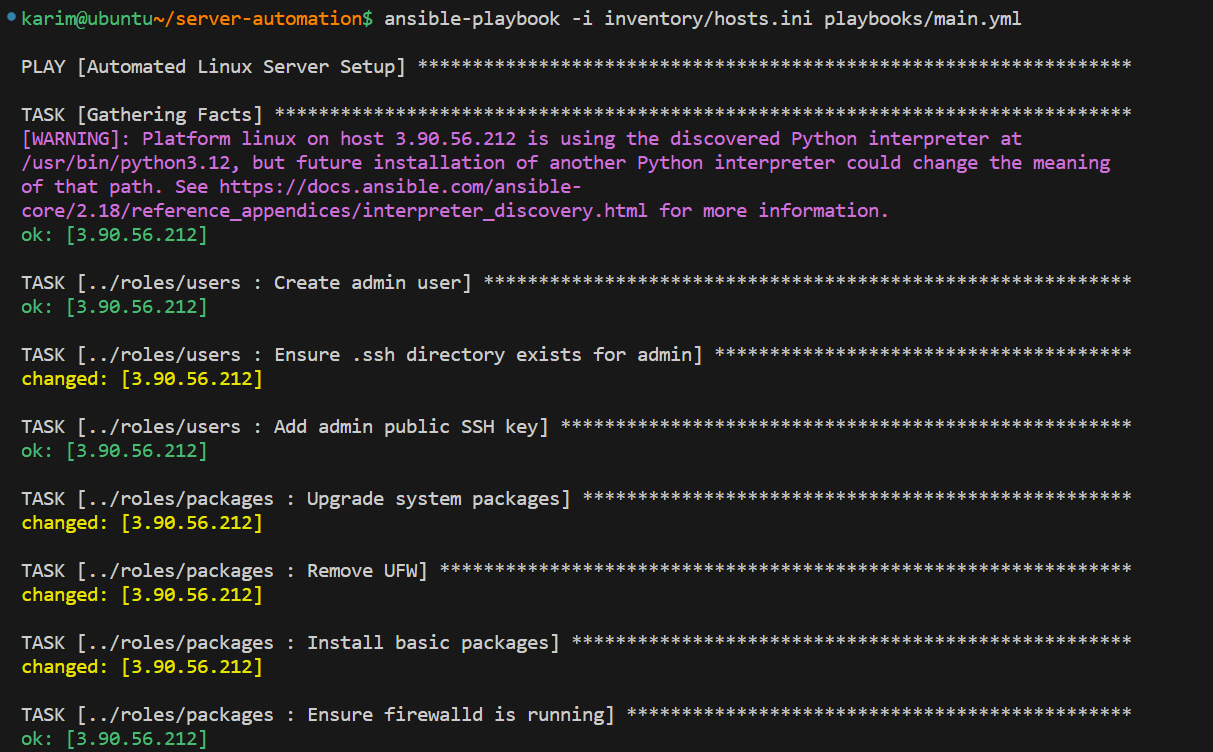 karim@ubuntu~/server-automation$ ansible-playbook -i inventory/hosts.ini playbooks/main.yml
PLAY [Automated Linux Server Setup] *****************************************************************
TASK [Gathering Facts] ******************************************************************************
[WARNING]: Platform linux on host 3.90.56.212 is using the discovered Python interpreter at
/usr/bin/python3.12, but future installation of another Python interpreter could change the meaning
of that path. See https://docs.ansible.com/ansible-
core/2.18/reference_appendices/interpreter_discovery.html for more information.
ok: [3.90.56.212]
TASK [../roles/users : Create admin user] ***********************************************************
ok: [3.90.56.212]
TASK [../roles/users : Ensure .ssh directory exists for admin] **************************************
changed: [3.90.56.212]
TASK [../roles/users : Add admin public SSH key] ****************************************************
ok: [3.90.56.212]
TASK [../roles/packages : Upgrade system packages] **************************************************
changed: [3.90.56.212]
TASK [../roles/packages : Remove UFW] ***************************************************************
changed: [3.90.56.212]
TASK [../roles/packages : Install basic packages] ***************************************************
changed: [3.90.56.212]
TASK [../roles/packages : Ensure firewalld is running] **********************************************
ok: [3.90.56.212]